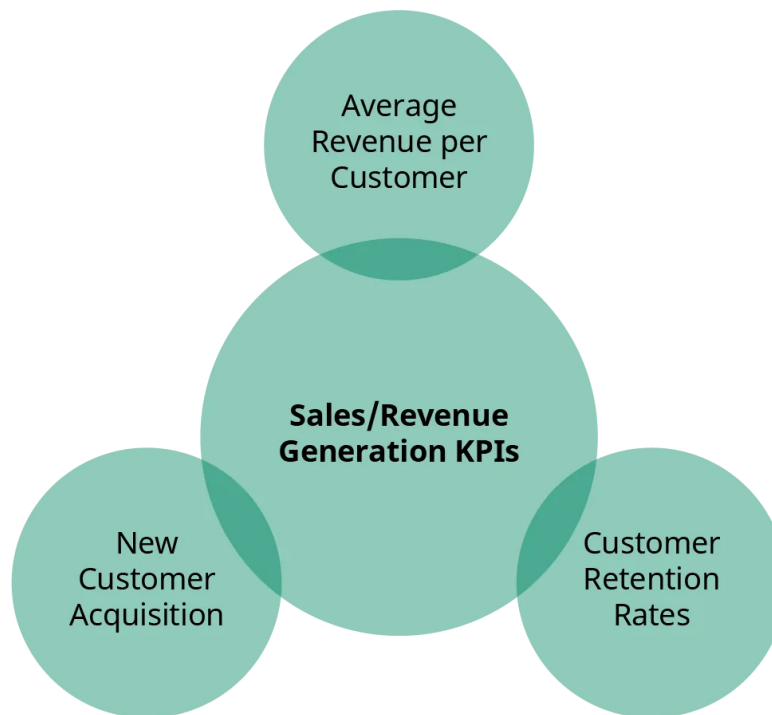 Average
Revenue per
Customer
Sales/Revenue
Generation KPIs
New
Customer
Acquisition
Customer
Retention
Rates